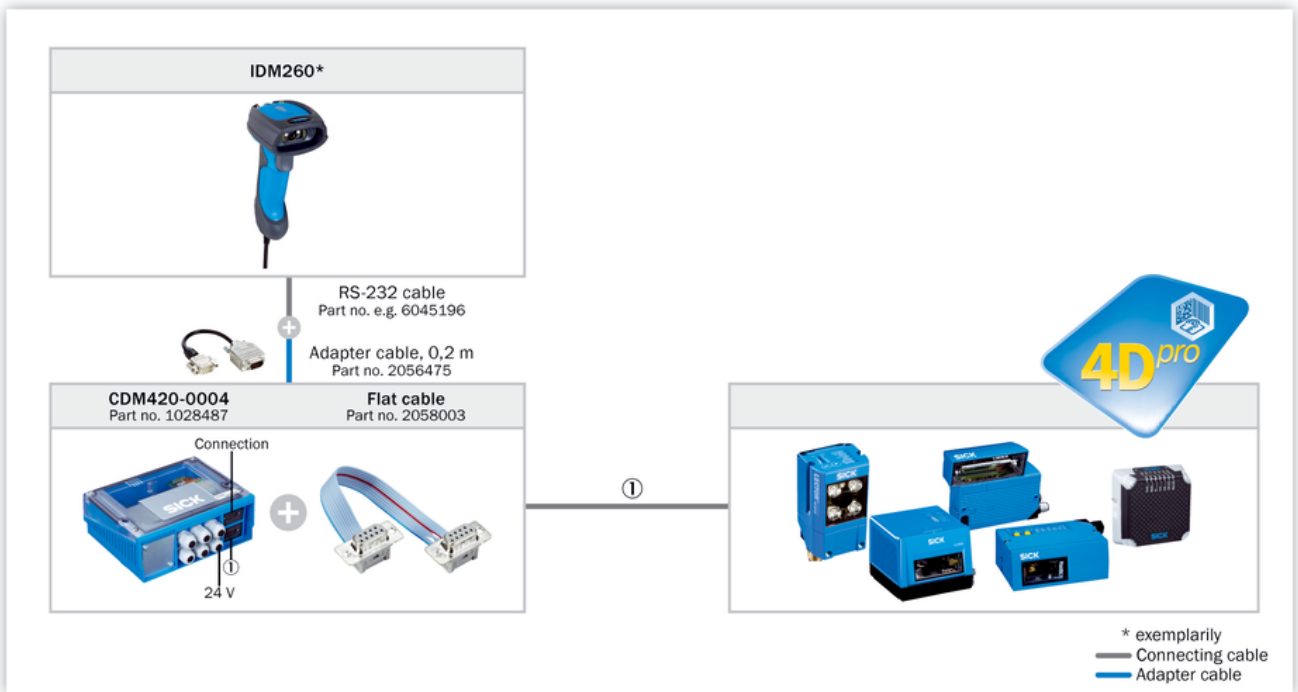 IDM260*
RS-232 cable
Part no. e.g. 6045196
Adapter cable, 0,2 m
Part no. 2056475
CDM420-0004
Part no. 1028487
Flat cable
Part no. 2058003
Connection
SICK
①
24 V
①
4Dpro
SICK
SICK
SICK
SICK
SICK
* exemplarily
Connecting cable
Adapter cable